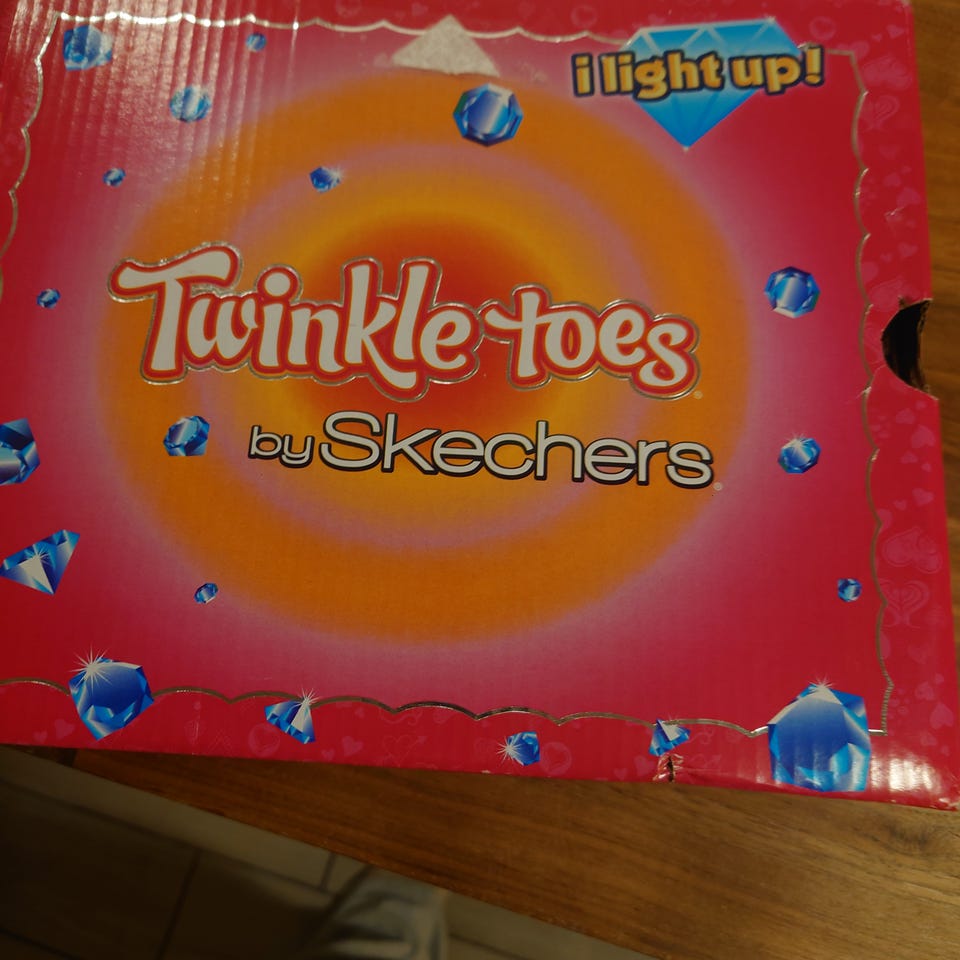 i light up!
Twinkle toes
by Skechers